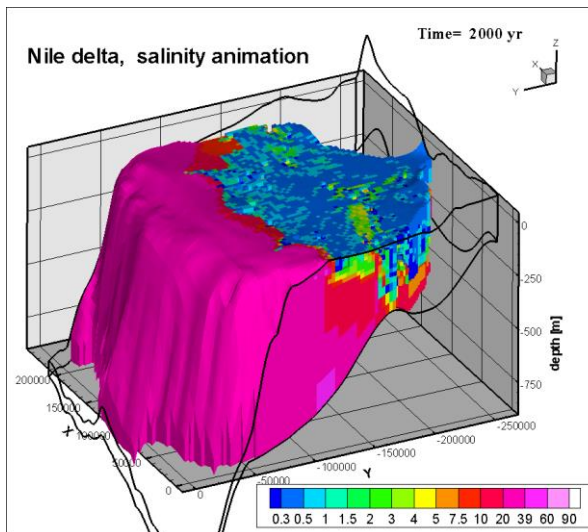 Time= 2000 yr
Nile delta, salinity animation
Z
X
Y
0
-250
-500
-750
depth [m]
200000
150000
100000
50000
0
X
0
-50000
-100000
-150000
-200000
-250000
Y
0.3 0.5 1 1.5 2 3 4 5 7.5 10 20 39 60 90